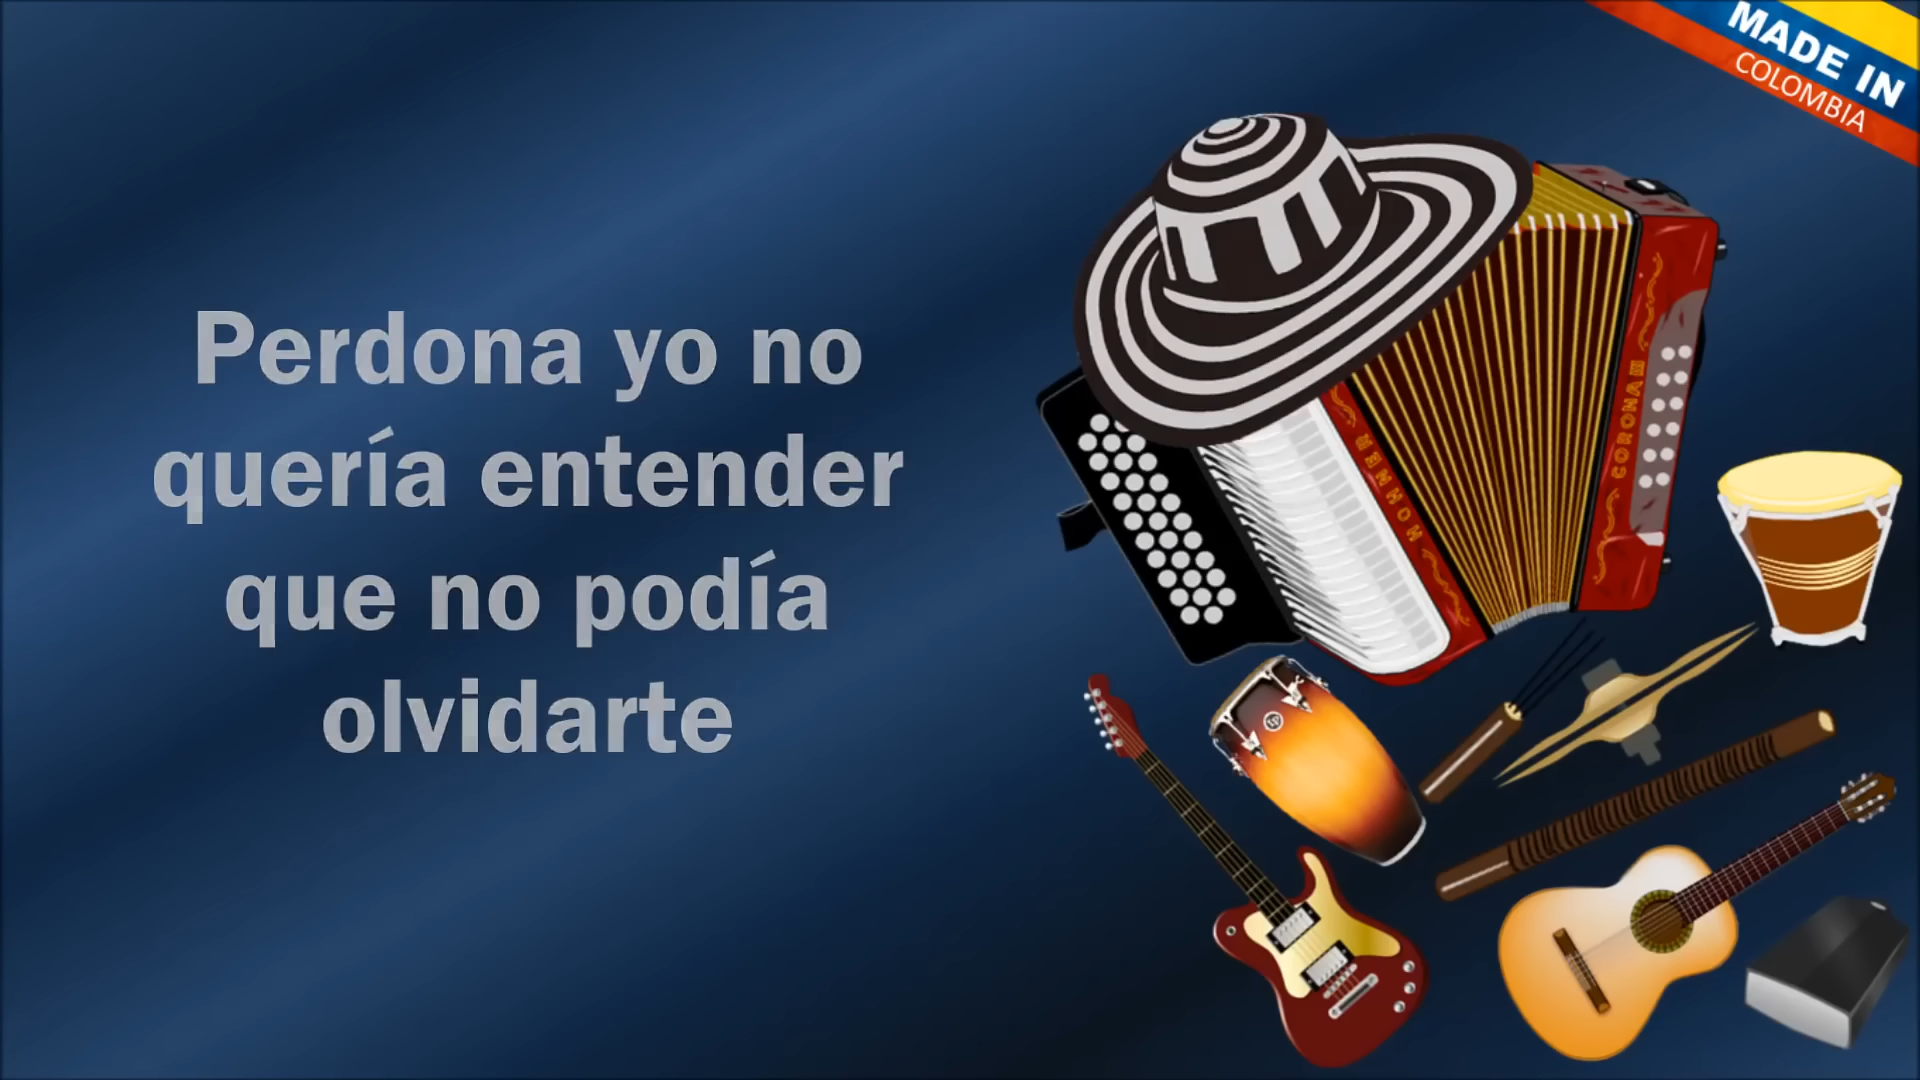 MADE IN
COLOMBIA
Perdona yo no
quería entender
que no podía
olvidarte
HOHNER
CORONA III